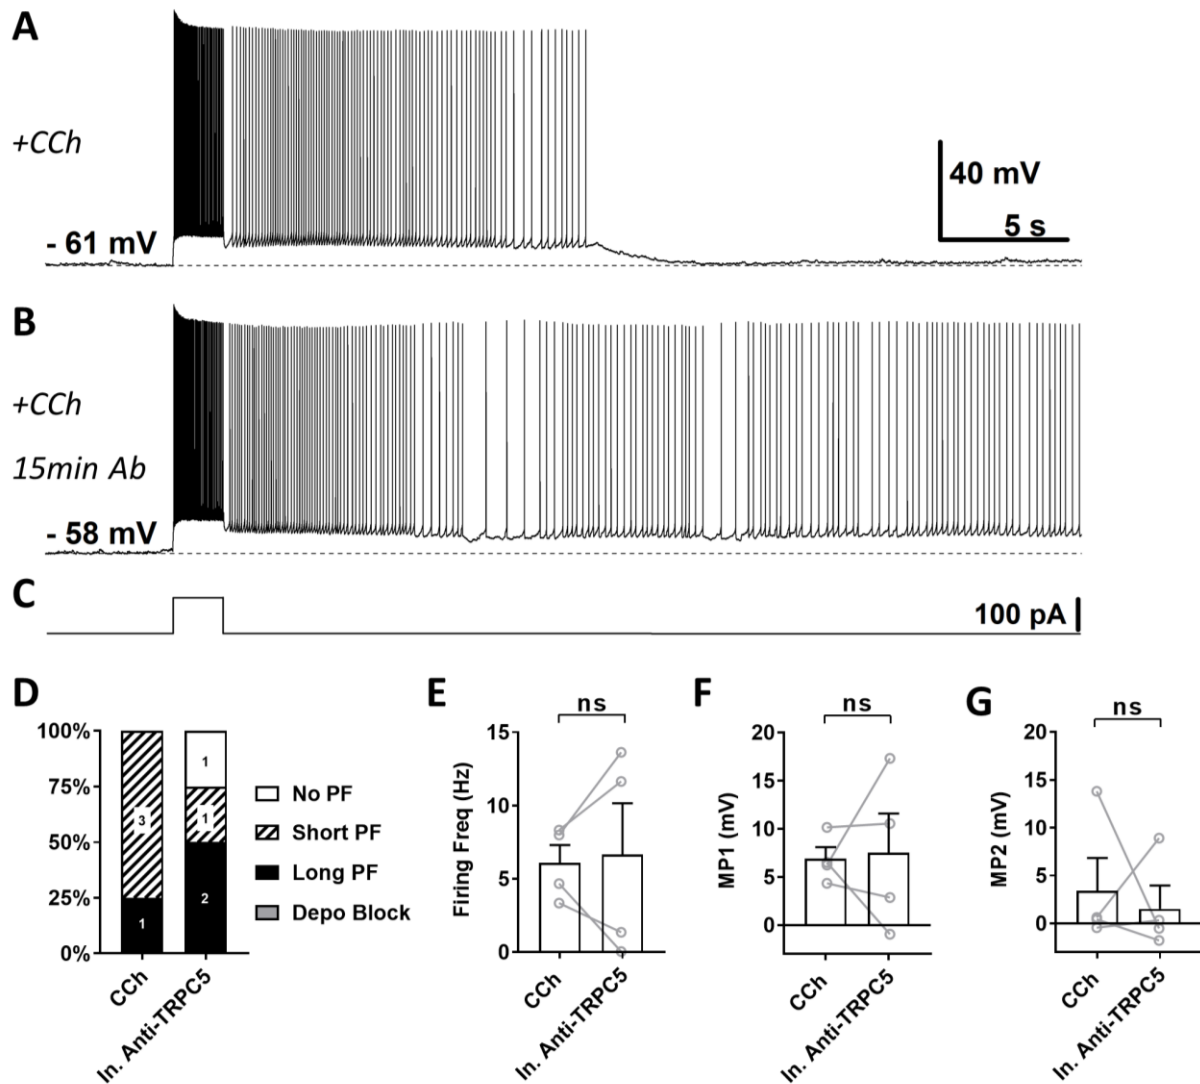 A
+CCh
40 mV
5 s
- 61 mV
B
+CCh
15min Ab
- 58 mV
C
100 pA
D
E
F
G
ns
ns
ns
100%
75%
50%
25%
0%
3
1
1
1
2
CCh
In. Anti-TRPC5
No PF
Short PF
Long PF
Depo Block
Firing Freq (Hz)
15
10
5
0
CCh
In. Anti-TRPC5
MP1 (mV)
20
15
10
5
0
CCh
In. Anti-TRPC5
MP2 (mV)
20
15
10
5
0
CCh
In. Anti-TRPC5